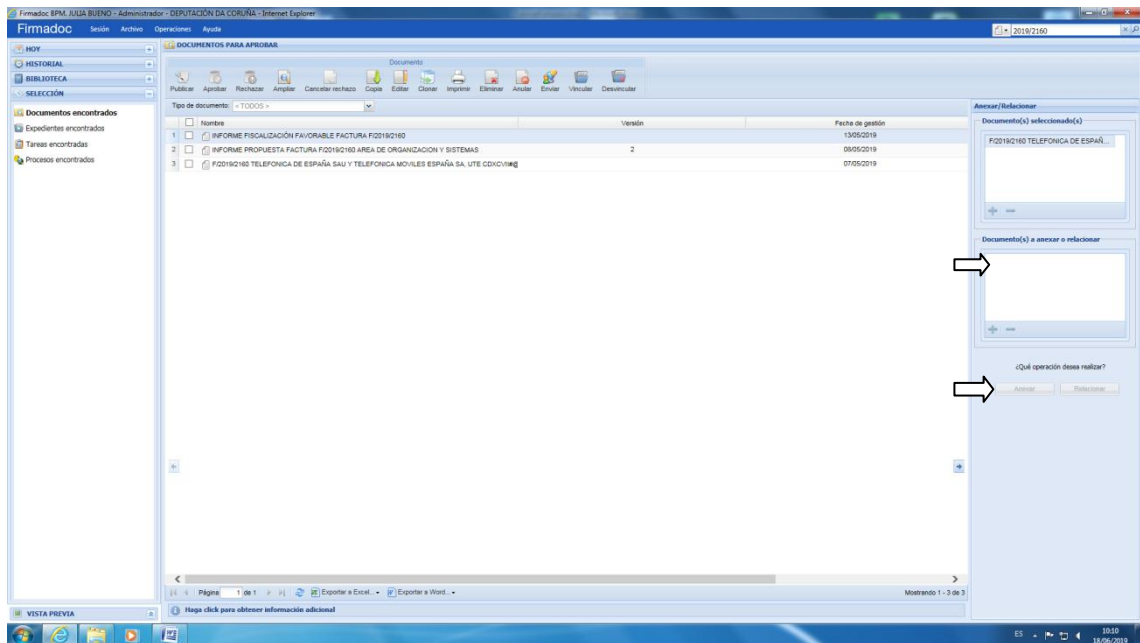 Firmadoc BPM. JULIA BUENO - Administrador - DEPUTACIÓN DA CORUÑA - Internet Explorer
Firmadoc Sesión Archivo Operaciones Ayuda 2019/2160
HOY
HISTORIAL
BIBLIOTECA
SELECCIÓN
Documentos encontrados
Expedientes encontrados
Tareas encontradas
Procesos encontrados
VISTA PREVIA
DOCUMENTOS PARA APROBAR
Documento
Publicar Aprobar Rechazar Ampliar Cancelar rechazo Copia Editar Clonar Imprimir Eliminar Anular Enviar Vincular Desvincular
Tipo de documento: < TODOS >
Nombre Versión Fecha de gestión
1 INFORME FISCALIZACIÓN FAVORABLE FACTURA F/2019/2160 13/05/2019
2 INFORME PROPUESTA FACTURA F/2019/2160 AREA DE ORGANIZACION Y SISTEMAS 2 08/05/2019
3 F/2019/2160 TELEFONICA DE ESPAÑA SAU Y TELEFONICA MOVILES ESPAÑA SA, UTE CDXCVII 07/05/2019
Página 1 de 1 Exportar a Excel... Exportar a Word... Mostrando 1 - 3 de 3
Haga click para obtener información adicional
Anexar/Relacionar
Documento(s) seleccionado(s)
F/2019/2160 TELEFONICA DE ESPAÑ...
Documento(s) a anexar o relacionar
¿Qué operación desea realizar?
Anexar Relacionar
ES 10:10
18/06/2019